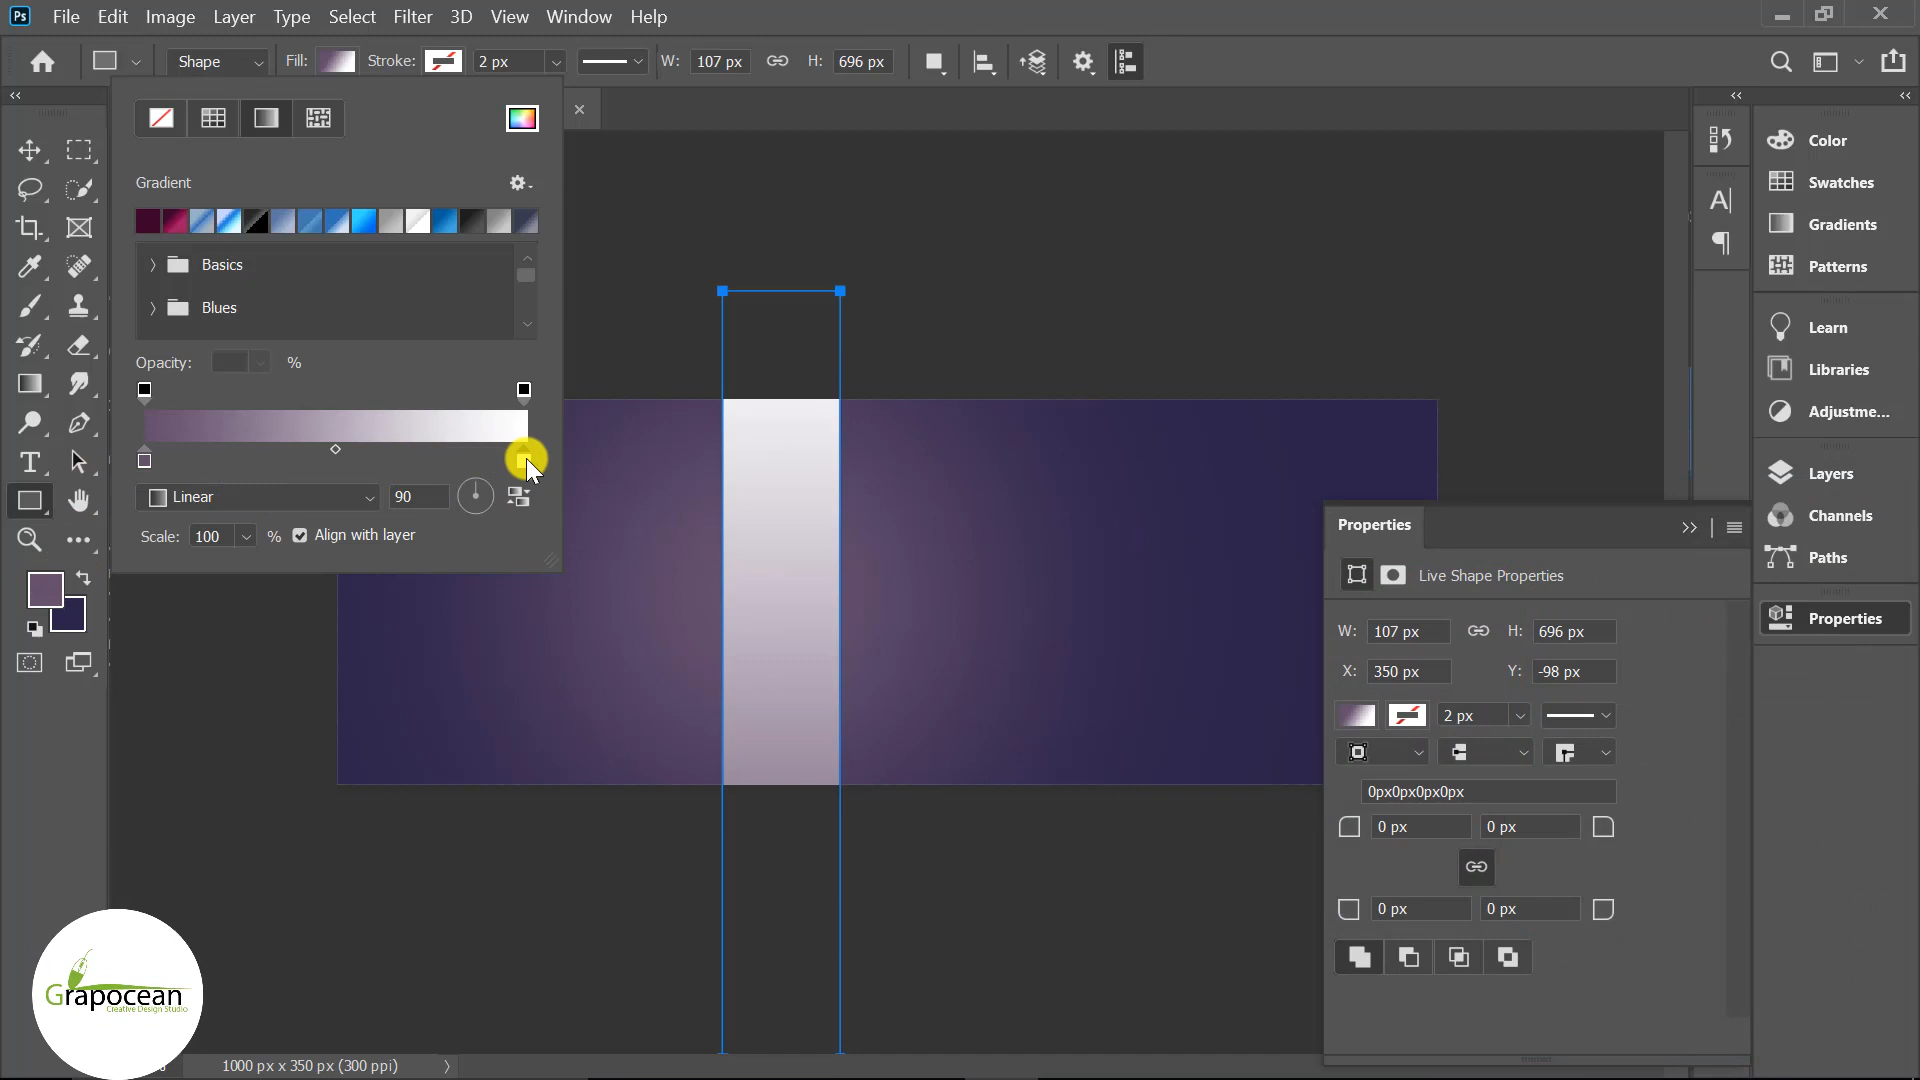 Ps File Edit Image Layer Type Select Filter 3D View Window Help
Shape Fill: Stroke: 2 px W: 107 px H: 696 px
Gradient
Basics
Blues
Opacity: %
Linear 90
Scale: 100 % Align with layer
Color
Swatches
Gradients
Patterns
Learn
Libraries
Adjustme...
Layers
Channels
Paths
Properties
Properties
Live Shape Properties
W: 107 px H: 696 px
X: 350 px Y: -98 px
2 px
0px0px0px0px
0 px 0 px
0 px 0 px
Grapocean
Creative Design Studio
1000 px x 350 px (300 ppi)